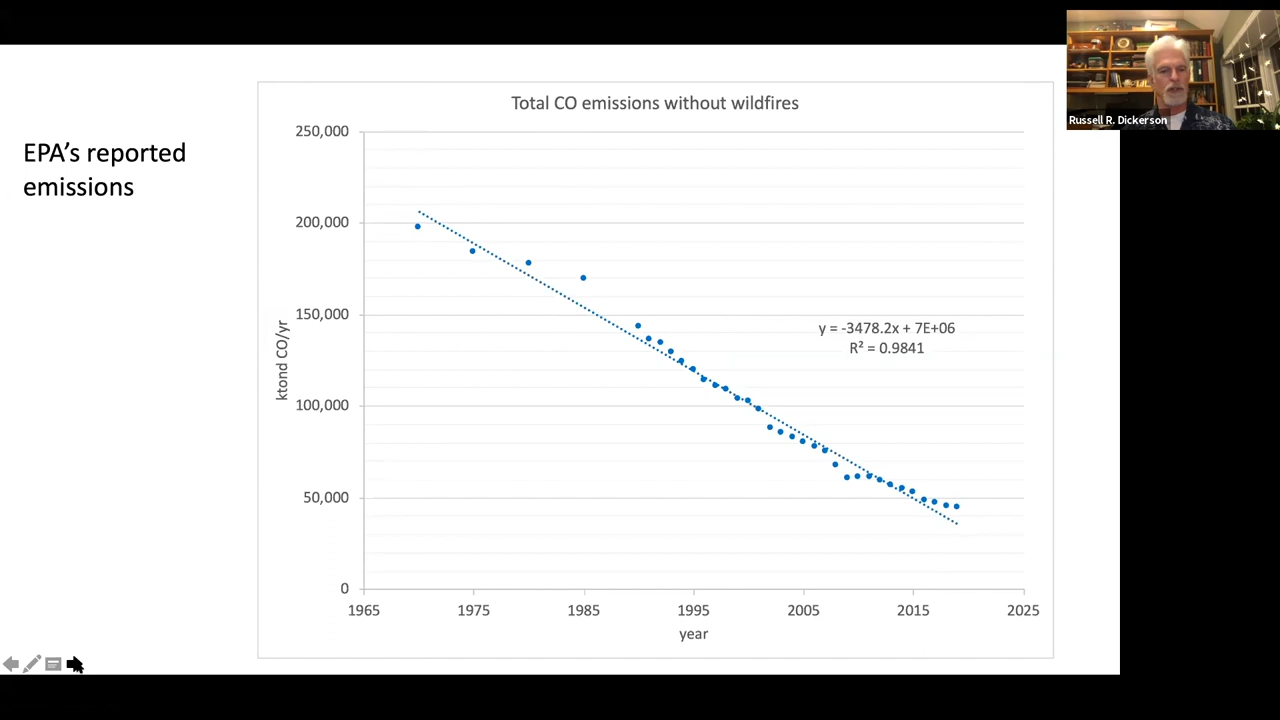 EPA's reported
emissions
Total CO emissions without wildfires
250,000
200,000
150,000
100,000
50,000
0
ktond CO/yr
y = -3478.2x + 7E+06
R² = 0.9841
1965 1975 1985 1995 2005 2015 2025
year
Russell R. Dickerson